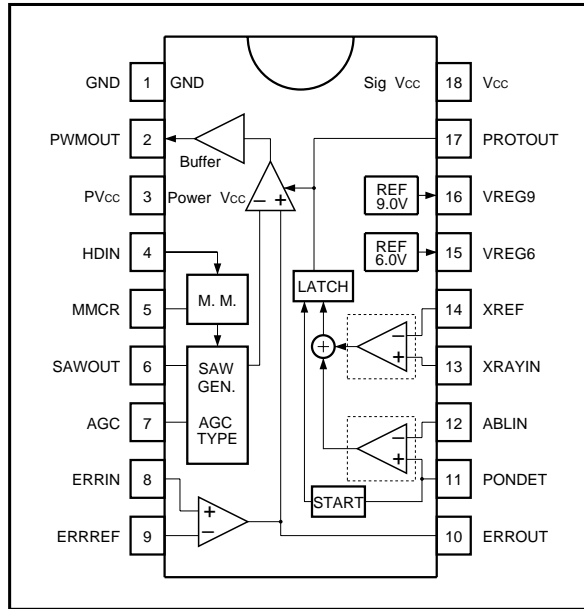 GND 1 GND Sig VCC 18 VCC
PWMOUT 2 Buffer 17 PROTOUT
PVCC 3 Power VCC − + REF 9.0V 16 VREG9
HDIN 4 REF 6.0V 15 VREG6
MMCR 5 M. M. LATCH 14 XREF
SAWOUT 6 SAW GEN. + − + 13 XRAYIN
AGC 7 AGC TYPE − + 12 ABLIN
ERRIN 8 + START 11 PONDET
ERRREF 9 − 10 ERROUT